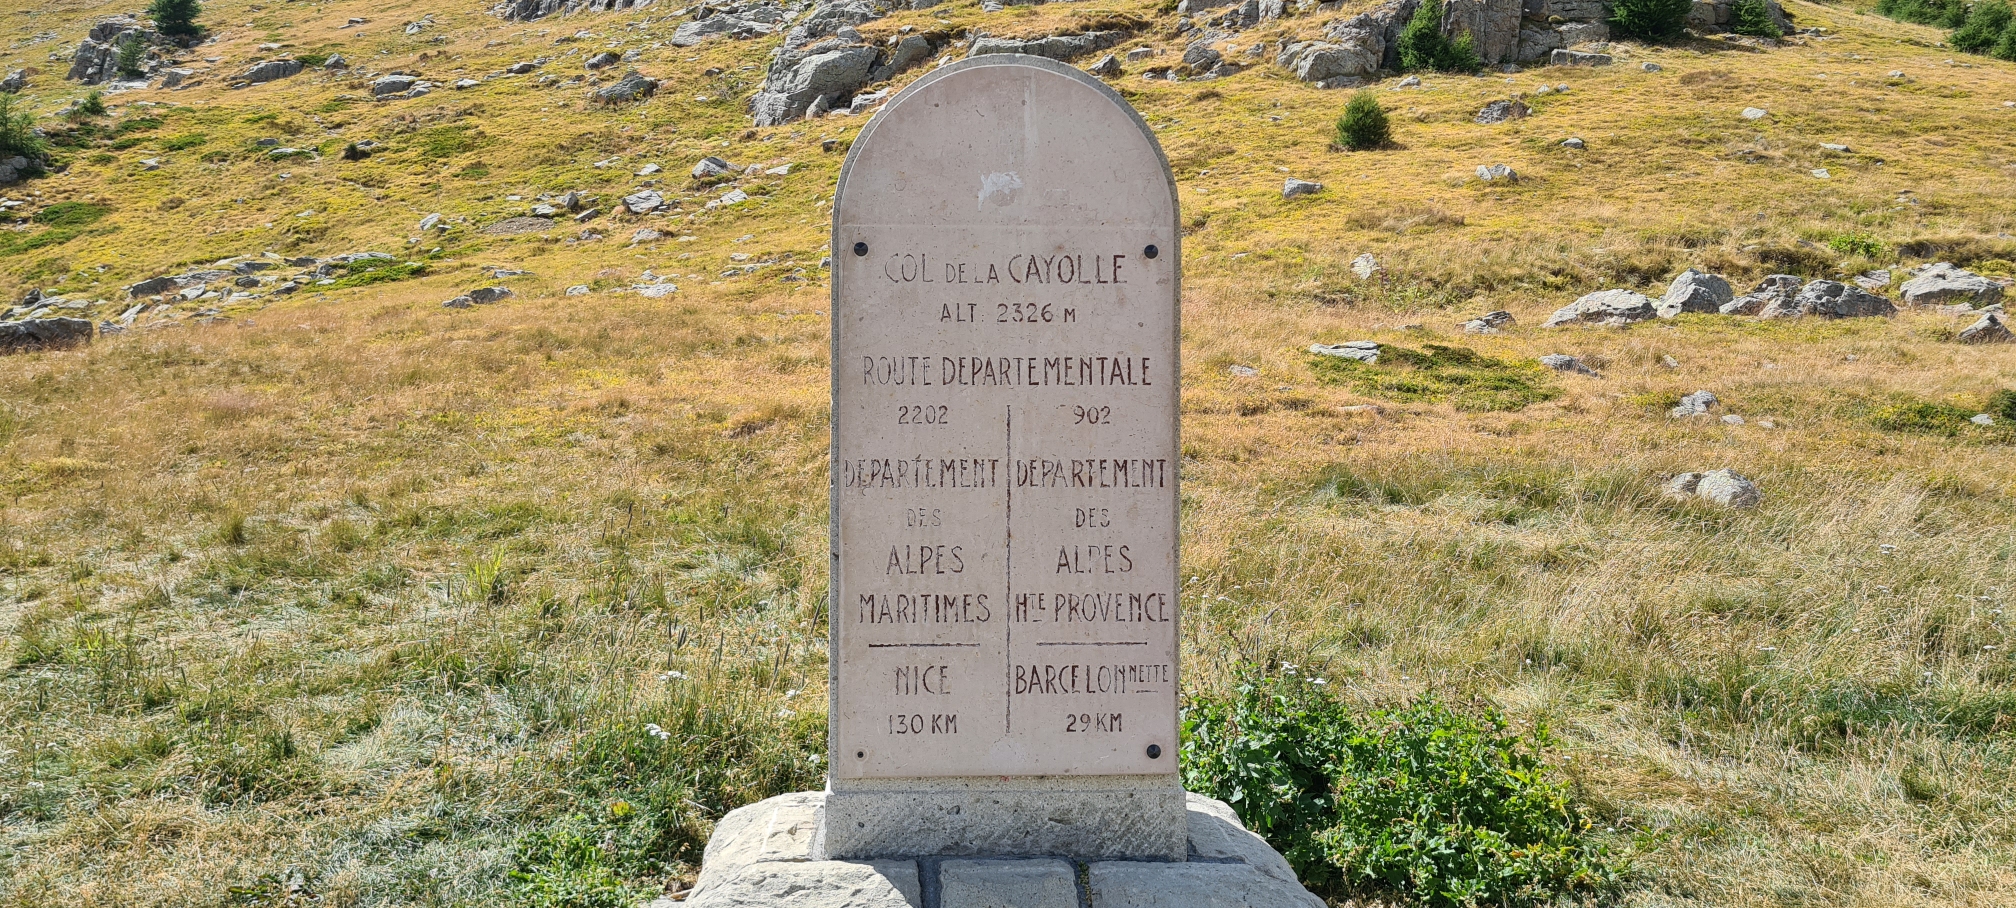 COL DE LA CAYOLLE
ALT. 2326 M
ROUTE DEPARTEMENTALE
2202
DEPARTEMENT
DES
ALPES
MARITIMES
NICE
130 KM
902
DEPARTEMENT
DES
ALPES
HTE PROVENCE
BARCELONNETTE
29 KM